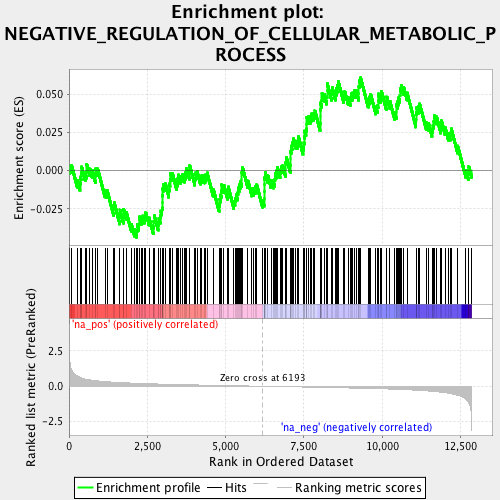 Enrichment plot:
NEGATIVE_REGULATION_OF_CELLULAR_METABOLIC_P
ROCESS
Enrichment score (ES)
0.050
0.025
0.000
-0.025
'na_pos' (positively correlated)
Ranked list metric (PreRanked)
2.5
0.0
-2.5
Zero cross at 6193
'na_neg' (negatively correlated)
0
2,500
5,000
7,500
10,000
12,500
Rank in Ordered Dataset
Enrichment profile
Hits
Ranking metric scores